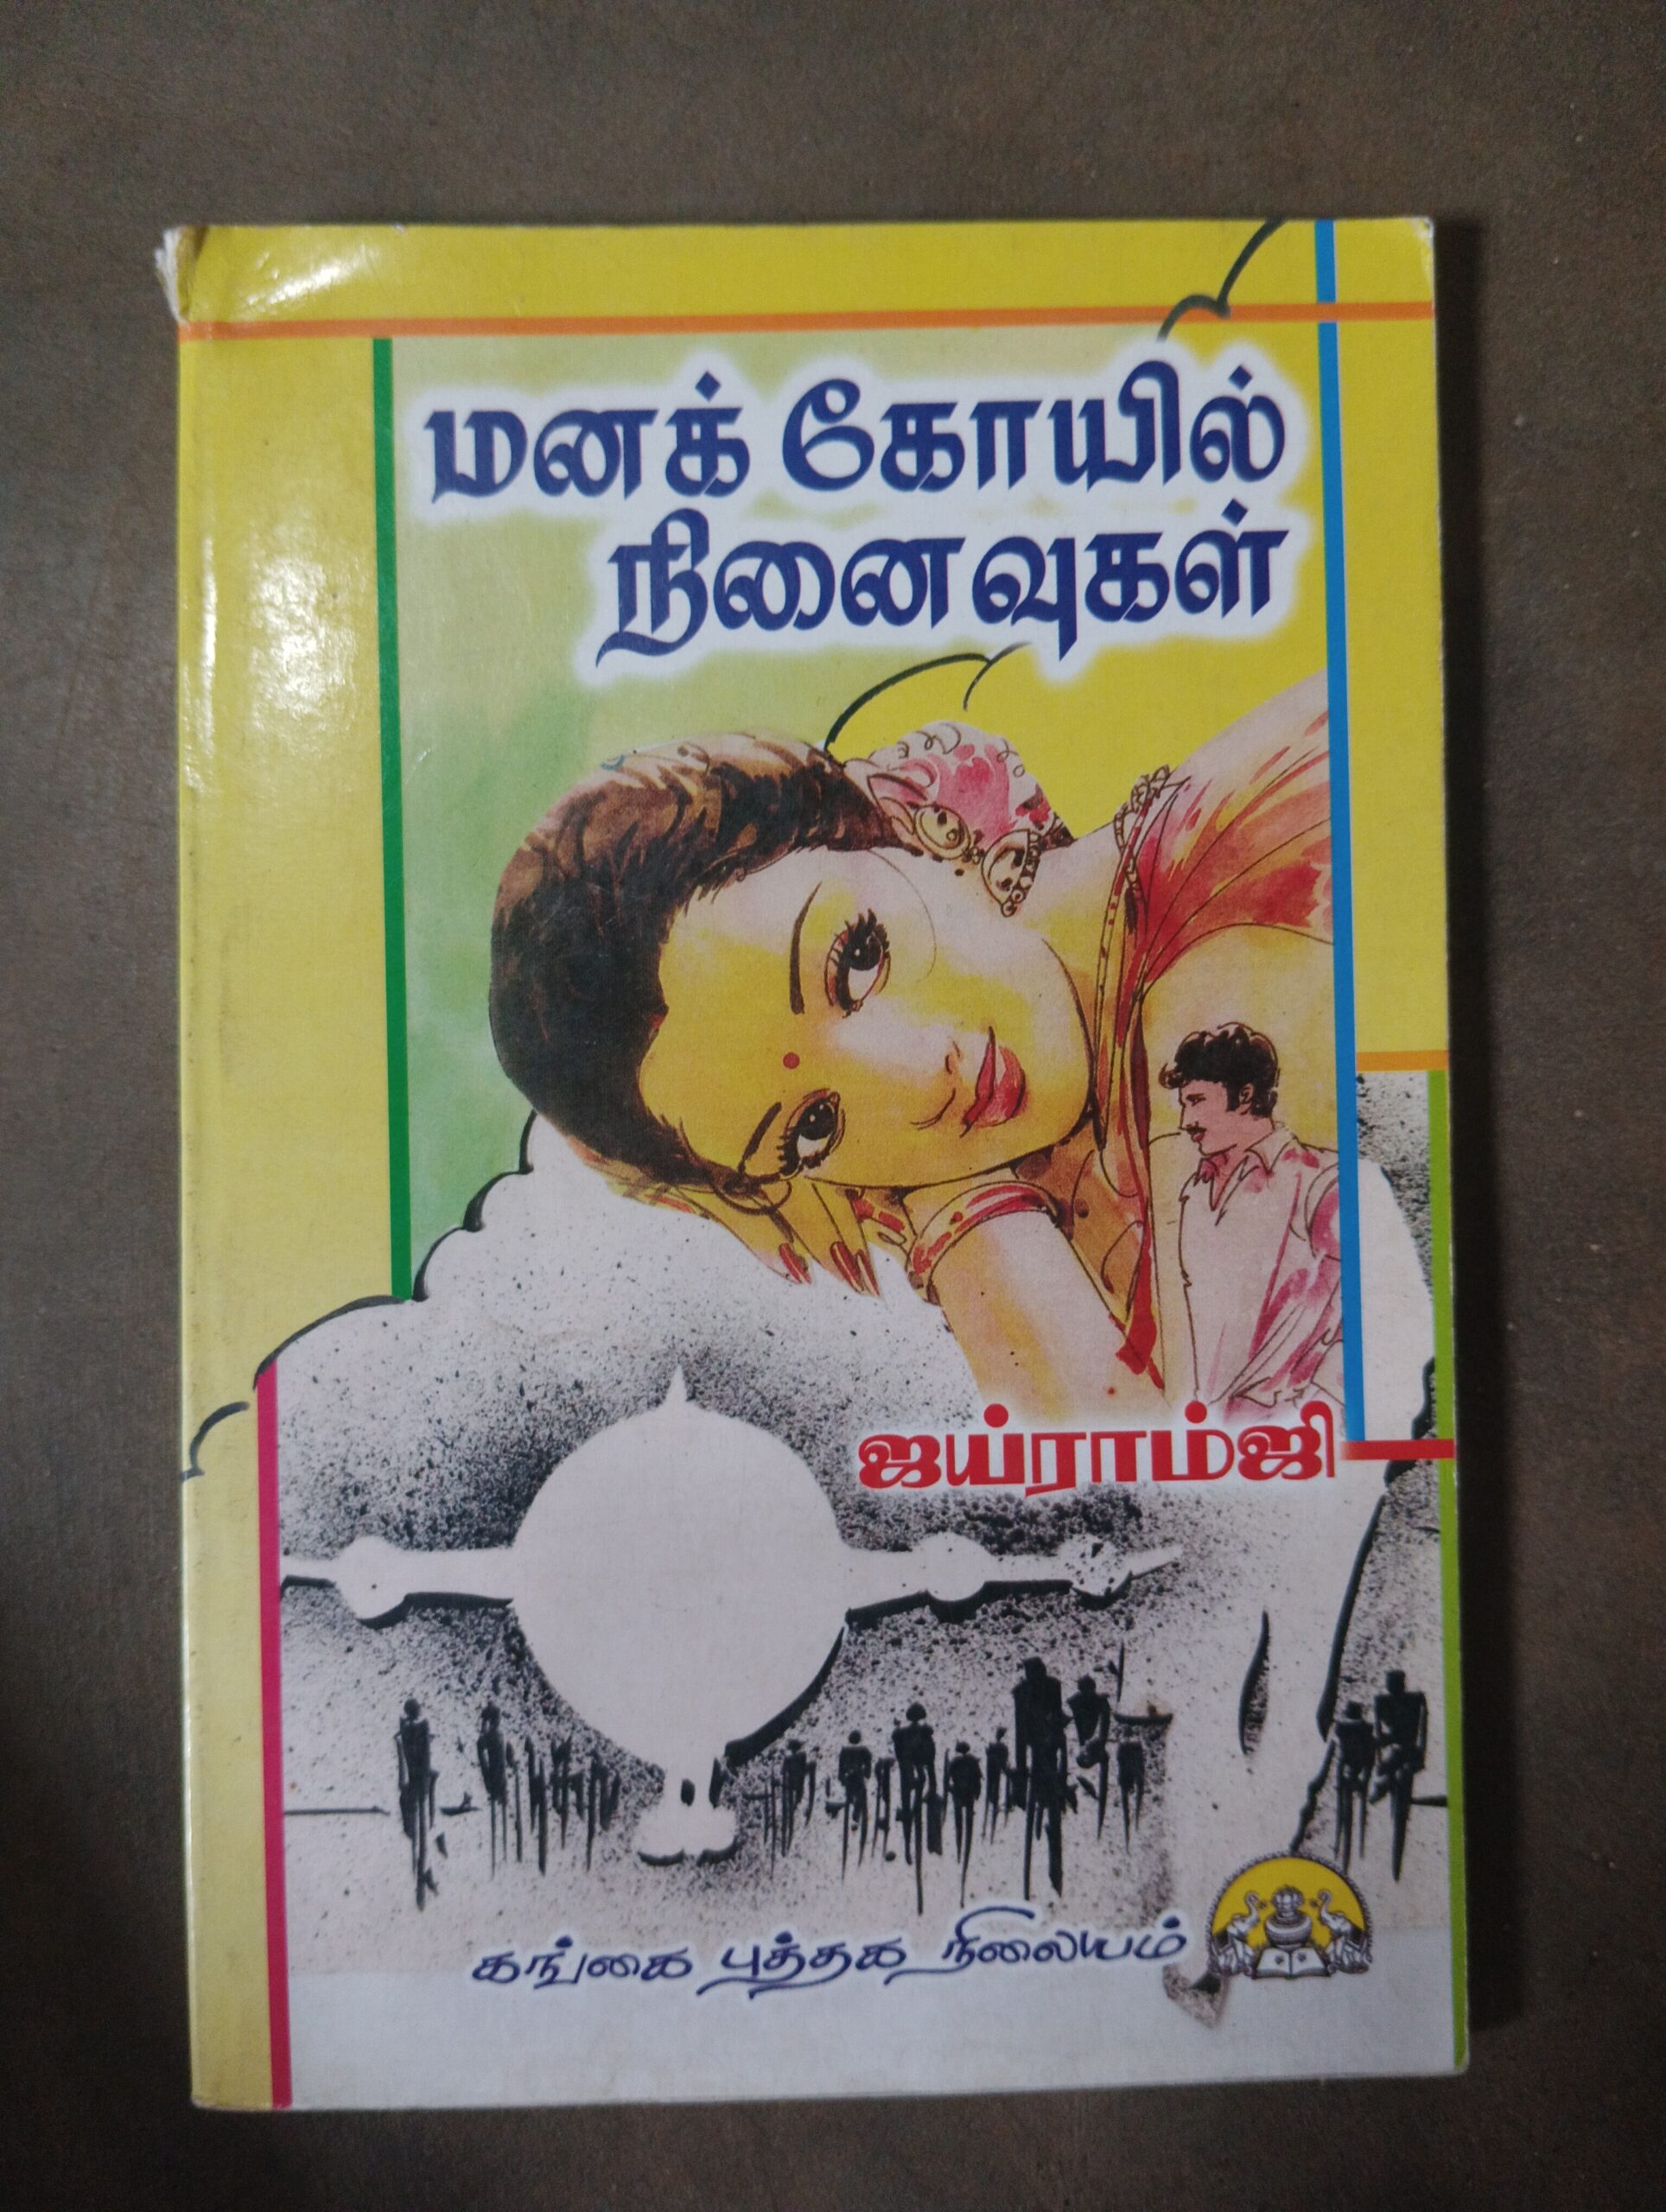 மனக் கோயில்
நினைவுகள்
ஜய்ராம்ஜி
கங்கை புத்தக நிலையம்